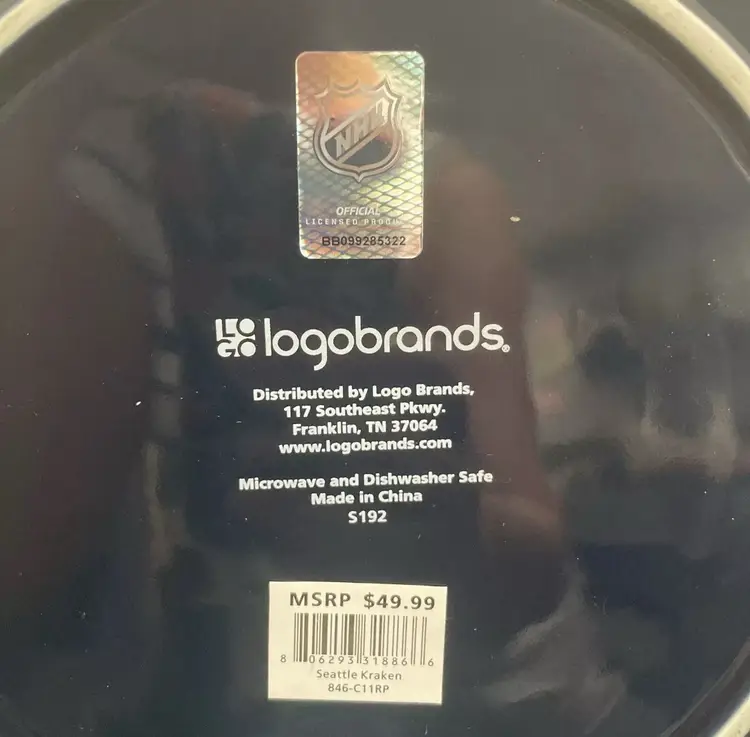 NHL
OFFICIAL
LICENSED PRODUCT
BB099285322
LOGO logobrands®
Distributed by Logo Brands,
117 Southeast Pkwy.
Franklin, TN 37064
www.logobrands.com
Microwave and Dishwasher Safe
Made in China
S192
MSRP $49.99
8 06293 31886 6
Seattle Kraken
846-C11RP